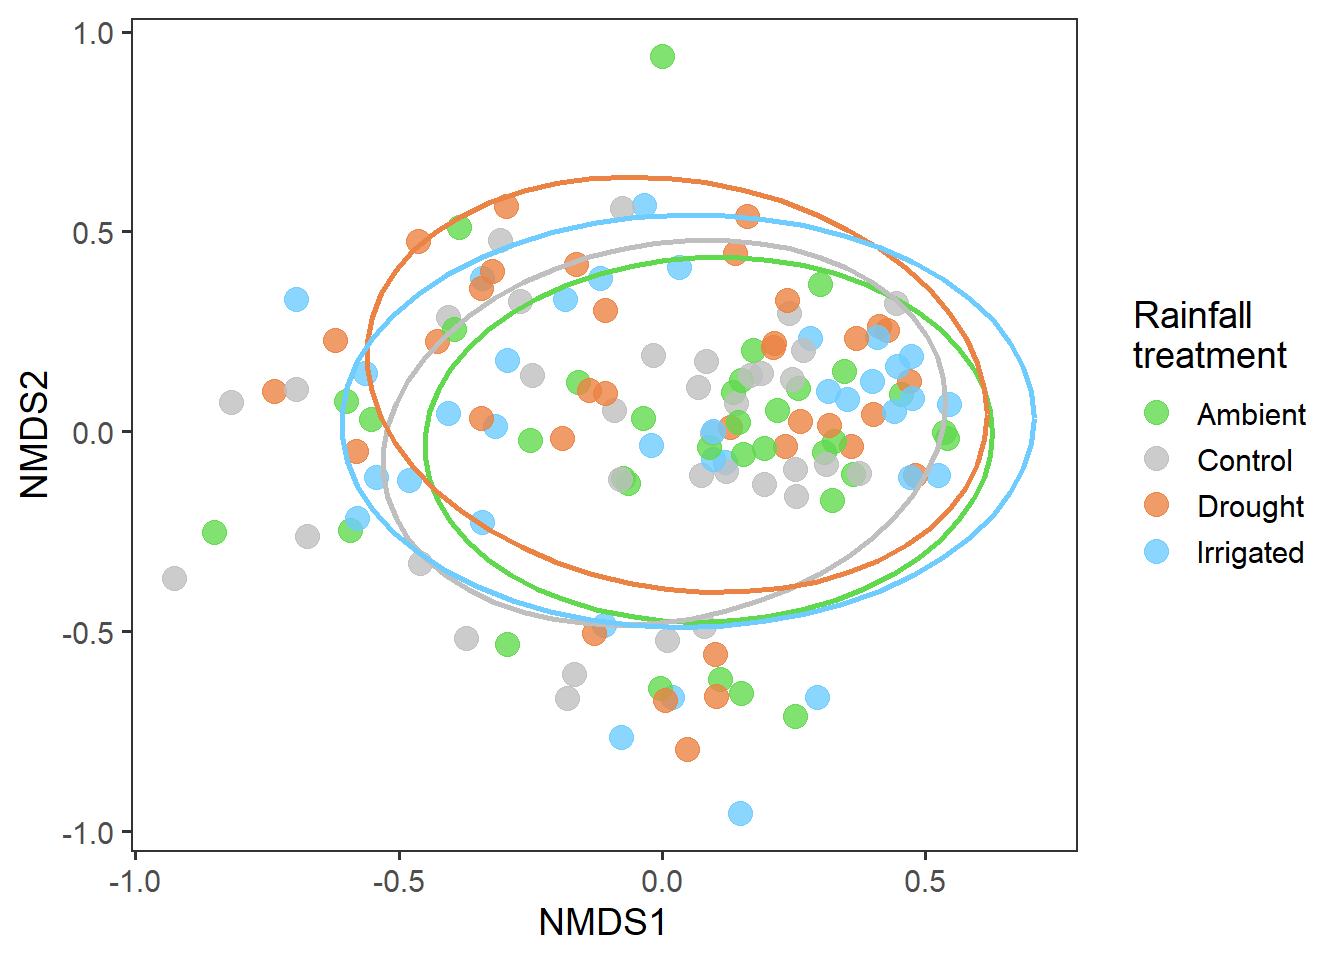 1.0
0.5
0.0
-0.5
-1.0
NMDS2
-1.0
-0.5
0.0
0.5
NMDS1
Rainfall
treatment
Ambient
Control
Drought
Irrigated